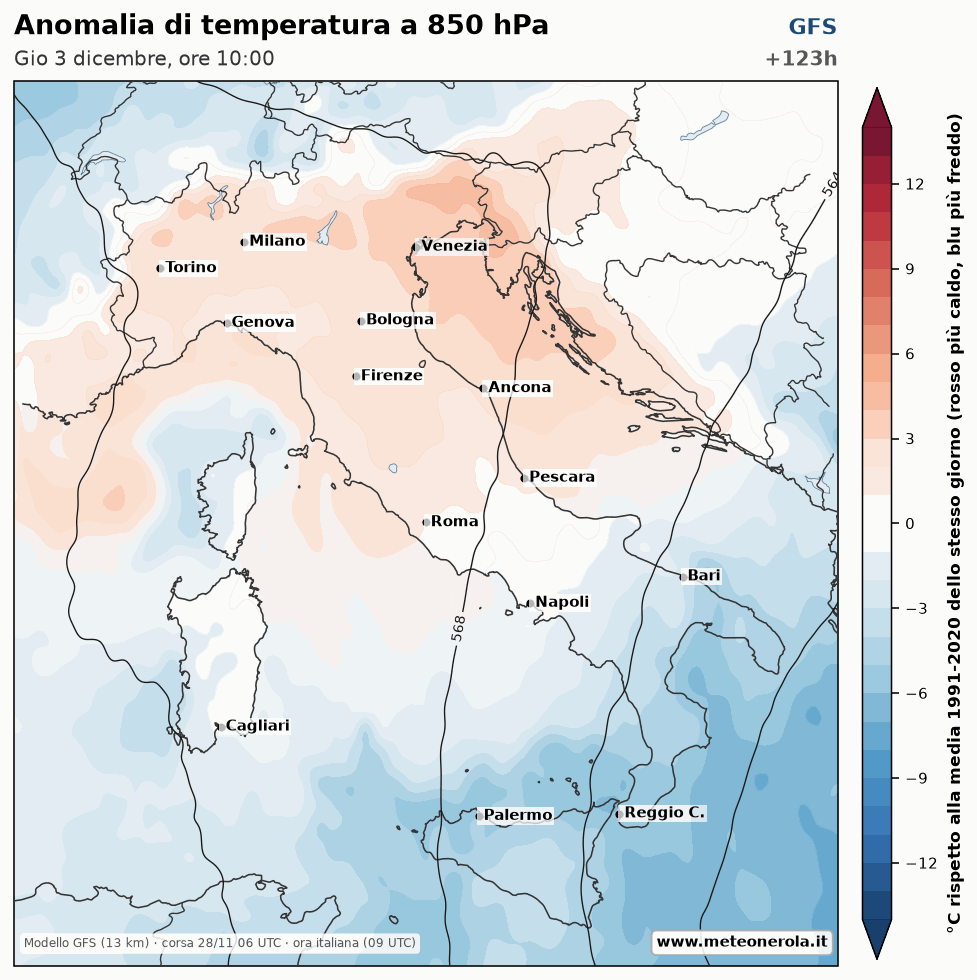 Anomalia di temperatura a 850 hPa
GFS
Gio 3 dicembre, ore 10:00
+123h
564
Milano
Venezia
Torino
Genova
Bologna
Firenze
Ancona
Pescara
Roma
Bari
Napoli
568
Cagliari
Palermo
Reggio C.
12
9
6
3
0
−3
−6
−9
−12
°C rispetto alla media 1991-2020 dello stesso giorno (rosso più caldo, blu più freddo)
Modello GFS (13 km) · corsa 28/11 06 UTC · ora italiana (09 UTC)
www.meteonerola.it